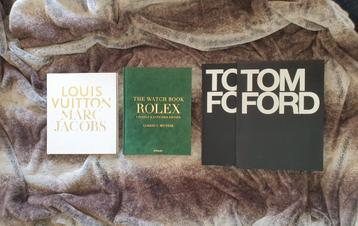 LOUIS
VUITTON
MARC
JACOBS
THE WATCH BOOK
ROLEX
TO
FO
TOM
FORD